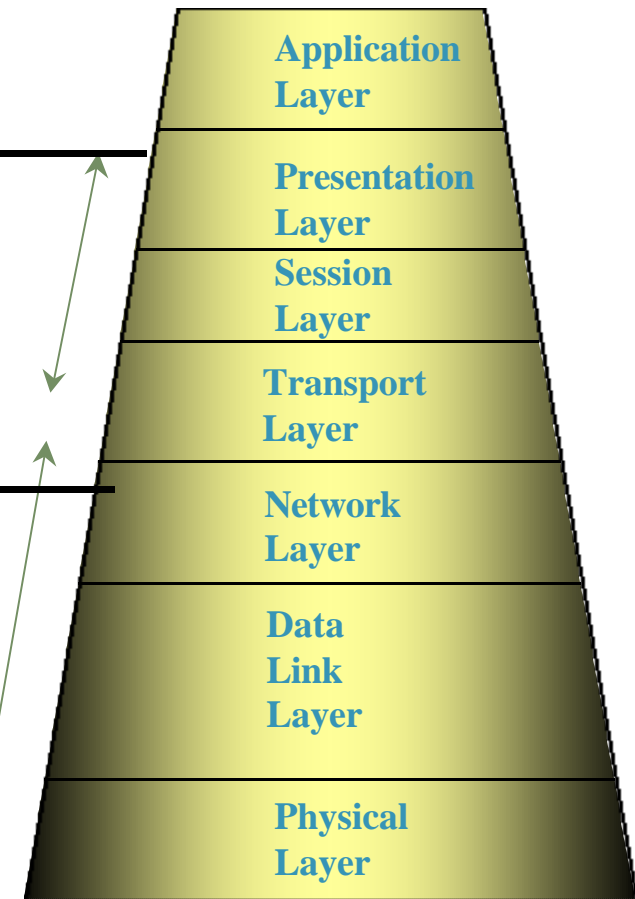 Application
Layer
Presentation
Layer
Session
Layer
Transport
Layer
Network
Layer
Data
Link
Layer
Physical
Layer